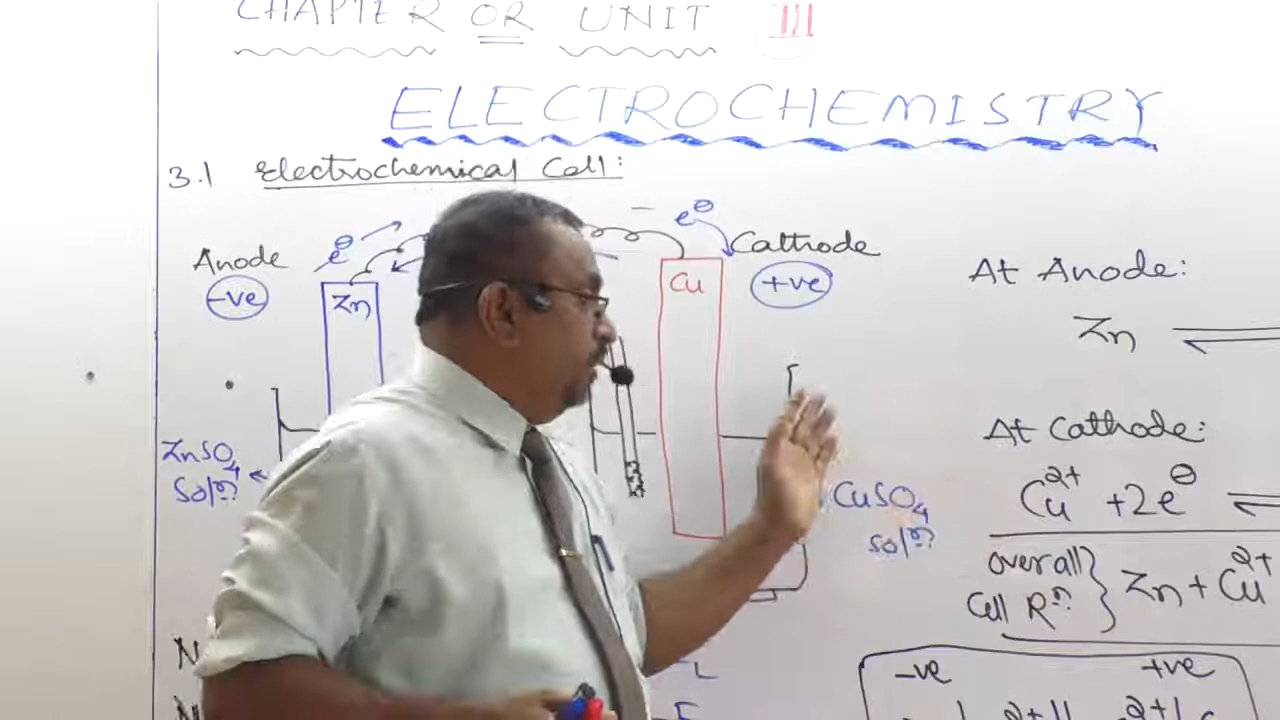 CHAPTER OR UNIT III
ELECTROCHEMISTRY
3.1 Electrochemical Cell:
Anode
-ve
e⊖
Zn
ZnSO₄
Solⁿ
e⊖
Cathode
+ve
Cu
CuSO₄
solⁿ
At Anode:
Zn ⇌
At Cathode:
Cu²⁺ + 2e⊖ ⇌
overall
Cell Rⁿ } Zn + Cu²⁺
-ve +ve